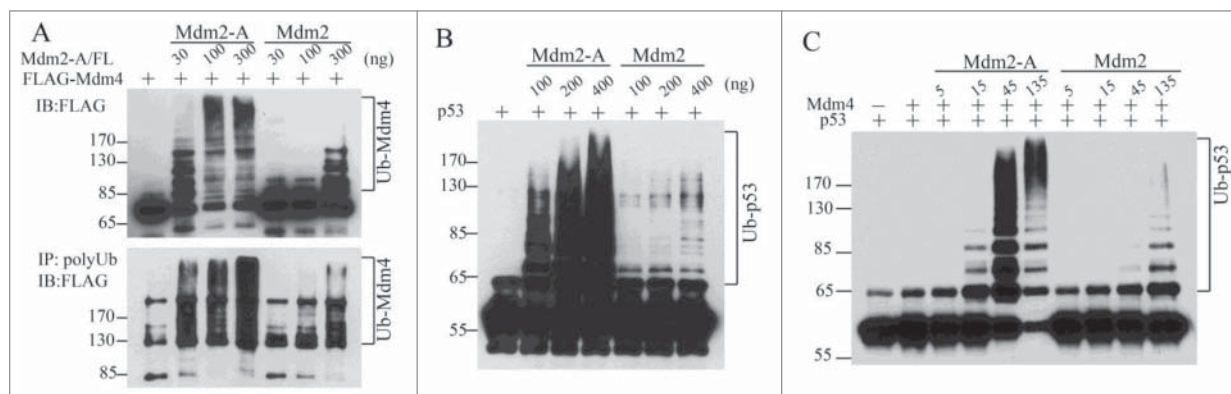 A
Mdm2-A Mdm2
Mdm2-A/FL 30 100 300 30 100 300 (ng)
FLAG-Mdm4 + + + + + + +
IB:FLAG
170
130
85
65
Ub-Mdm4
IP: polyUb
IB:FLAG
170
130
85
Ub-Mdm4
B
Mdm2-A Mdm2
100 200 400 100 200 400 (ng)
p53 + + + + + + +
170
130
85
65
55
Ub-p53
C
Mdm2-A Mdm2
5 15 45 135 5 15 45 135
Mdm4 – + + + + + + + + +
p53 + + + + + + + + + +
170
130
85
65
55
Ub-p53